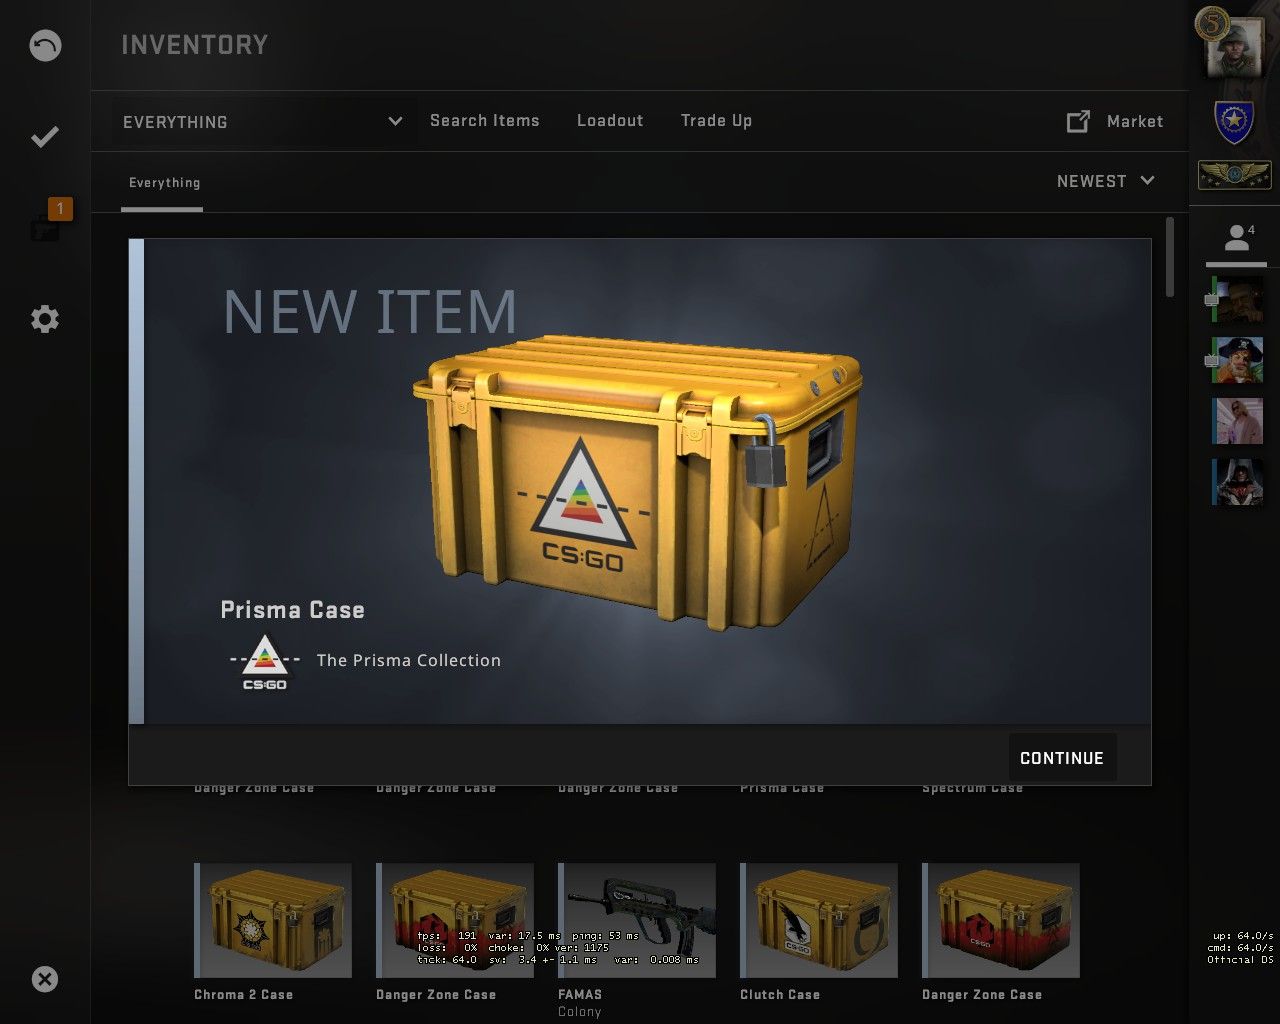 INVENTORY
5
EVERYTHING
Search Items
Loadout
Trade Up
Market
Everything
NEWEST
1
4
NEW ITEM
CS:GO
Prisma Case
CS:GO
The Prisma Collection
CONTINUE
Danger Zone Case
Danger Zone Case
Danger Zone Case
Prisma Case
Spectrum Case
CS:GO
CS:GO
fps: 191 var: 17.5 ms ping: 53 ms
loss: 0% choke: 0% ver: 1175
tick: 64.0 sv: 3.4 +- 1.1 ms var: 0.008 ms
up: 64.0/s
cmd: 64.0/s
Official DS
Chroma 2 Case
Danger Zone Case
FAMAS
Clutch Case
Danger Zone Case
Colony